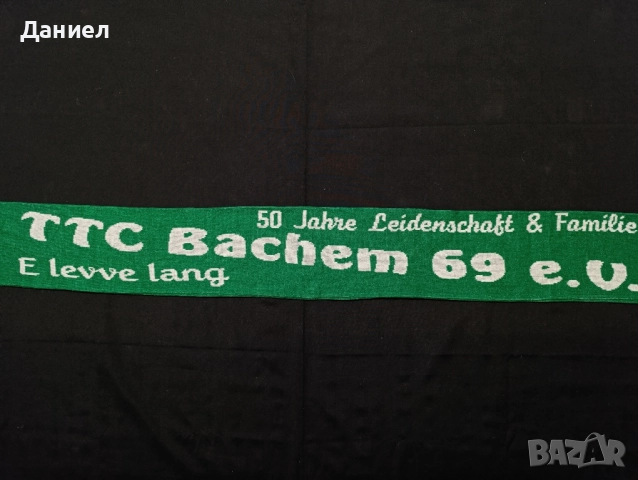 Даниел
50 Jahre Leidenschaft & Familie
TTC Bachem 69 e.V.
E levve lang
BAZAR